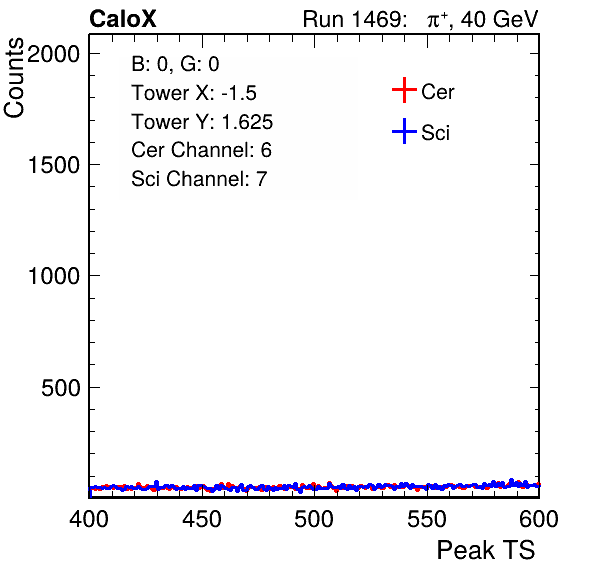 CaloX Run 1469: π+, 40 GeV
Counts
B: 0, G: 0
Tower X: -1.5
Tower Y: 1.625
Cer Channel: 6
Sci Channel: 7
Cer
Sci
2000
1500
1000
500
400 450 500 550 600
Peak TS